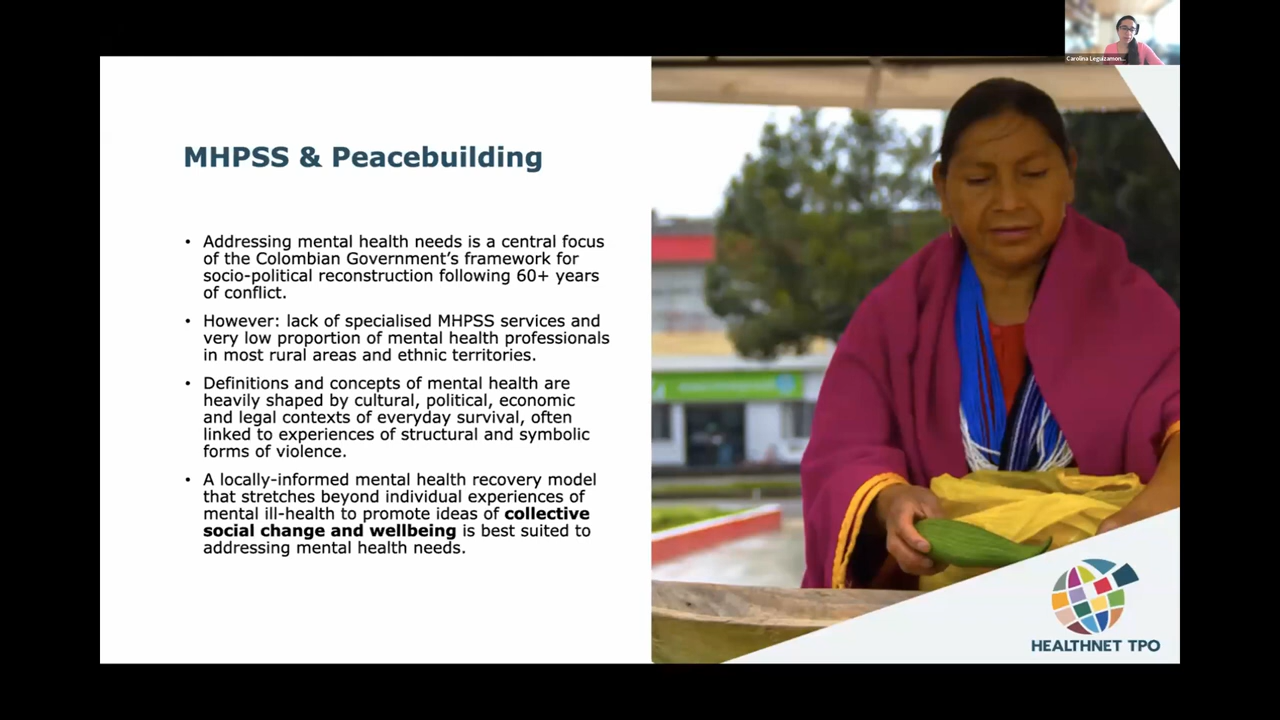 Carolina Leguizamon...
MHPSS & Peacebuilding
• Addressing mental health needs is a central focus
of the Colombian Government’s framework for
socio-political reconstruction following 60+ years
of conflict.
• However: lack of specialised MHPSS services and
very low proportion of mental health professionals
in most rural areas and ethnic territories.
• Definitions and concepts of mental health are
heavily shaped by cultural, political, economic
and legal contexts of everyday survival, often
linked to experiences of structural and symbolic
forms of violence.
• A locally-informed mental health recovery model
that stretches beyond individual experiences of
mental ill-health to promote ideas of collective
social change and wellbeing is best suited to
addressing mental health needs.
HEALTHNET TPO